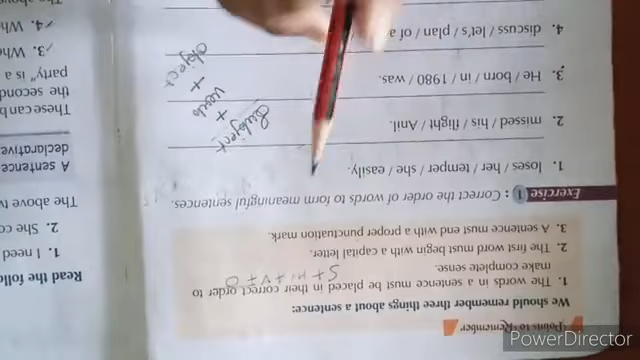 Points to Remember
We should remember three things about a sentence:
1. The words in a sentence must be placed in their correct order to
make complete sense.
S + H.V + V + O
2. The first word must begin with a capital letter.
3. A sentence must end with a proper punctuation mark.
Exercise 1 : Correct the order of words to form meaningful sentences.
1. loses / her / temper / she / easily.
2. missed / his / flight / Anil.
Subject + verb + object
3. He / born / in / 1980 / was.
4. discuss / let's / plan / of a
Read the follo
1. I need
2. She co
The above tw
A sentence
declarative
These can b
the second
party" is a
3. Whe
4. Wh
PowerDirector